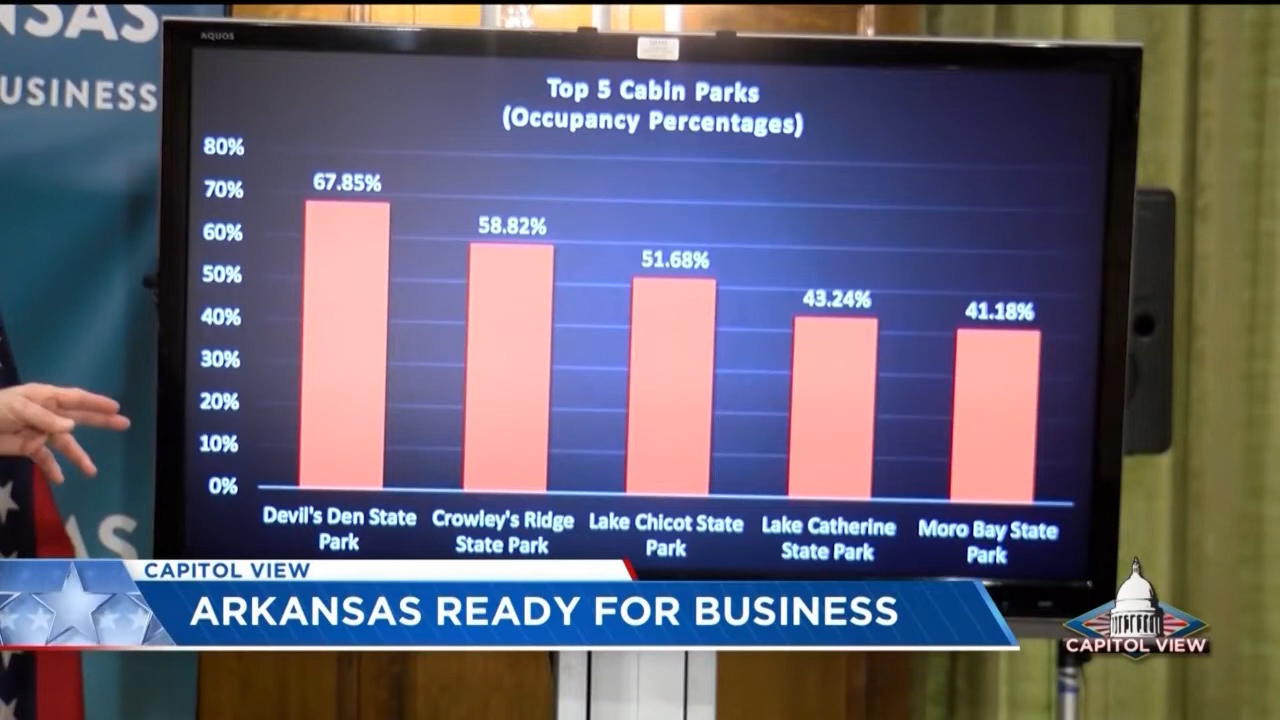 NSAS
USINESS
AQUOS
Top 5 Cabin Parks
(Occupancy Percentages)
80%
70%
60%
50%
40%
30%
20%
10%
0%
67.85%
58.82%
51.68%
43.24%
41.18%
Devil's Den State
Park
Crowley's Ridge
State Park
Lake Chicot State
Park
Lake Catherine
State Park
Moro Bay State
Park
AS
CAPITOL VIEW
ARKANSAS READY FOR BUSINESS
CAPITOL VIEW